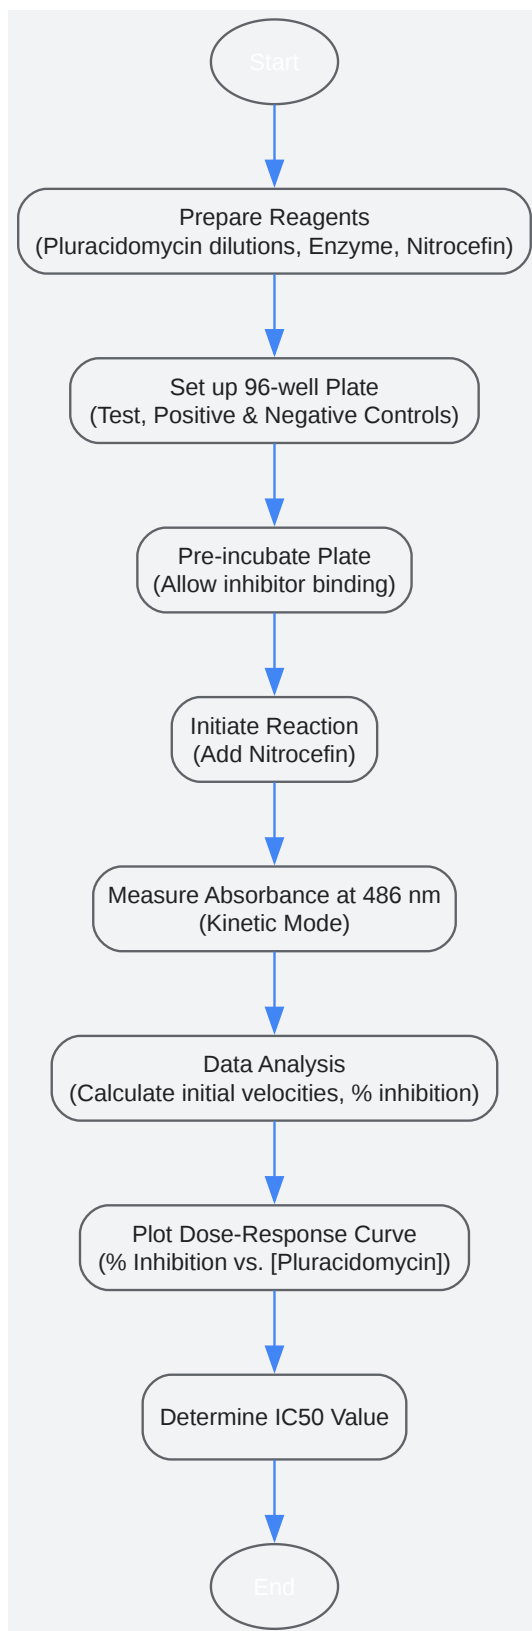 Start
Prepare Reagents
(Pluracidomycin dilutions, Enzyme, Nitrocefin)
Set up 96-well Plate
(Test, Positive & Negative Controls)
Pre-incubate Plate
(Allow inhibitor binding)
Initiate Reaction
(Add Nitrocefin)
Measure Absorbance at 486 nm
(Kinetic Mode)
Data Analysis
(Calculate initial velocities, % inhibition)
Plot Dose-Response Curve
(% Inhibition vs. [Pluracidomycin])
Determine IC50 Value
End